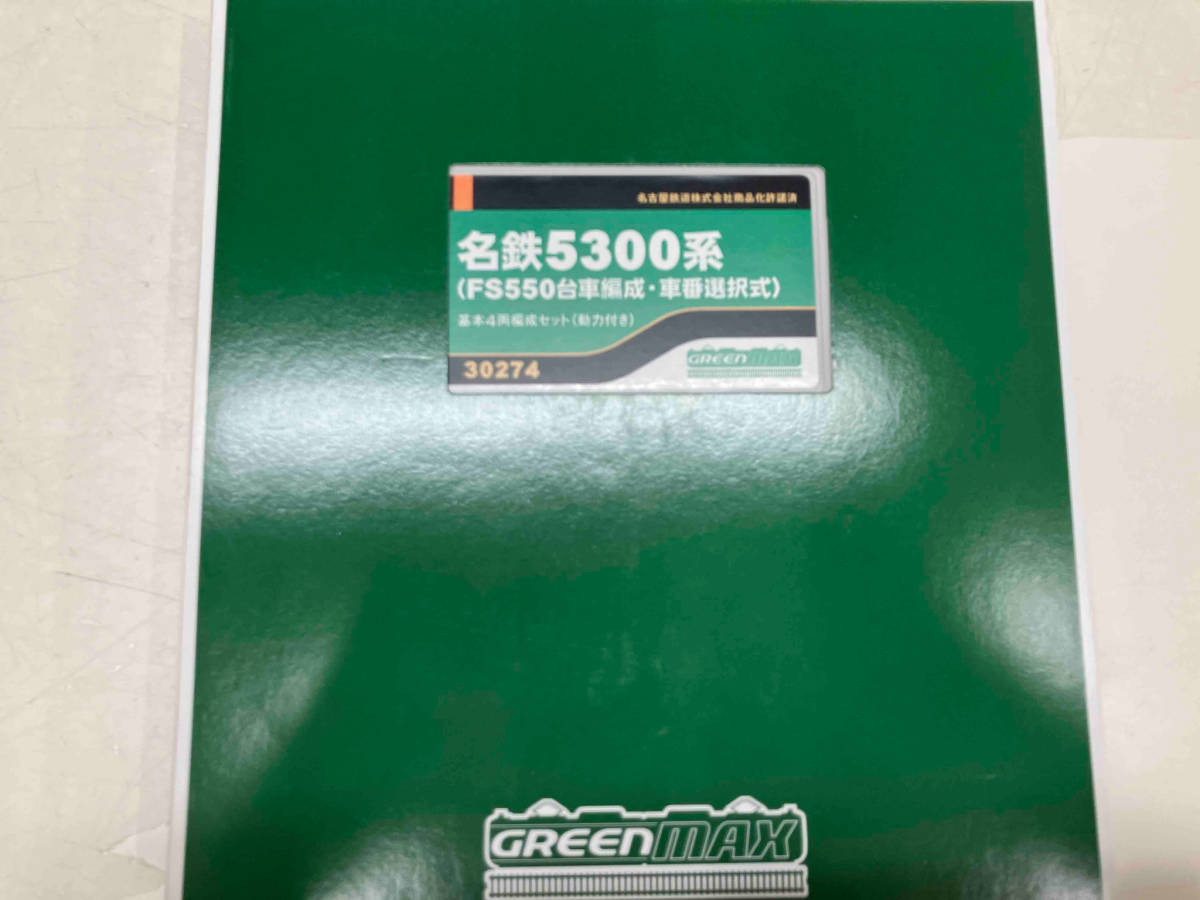 名古屋鉄道株式会社商品化許諾済
名鉄5300系
(FS550台車編成・車番選択式)
基本4両編成セット(動力付き)
30274
GREENMAX
GREENMAX